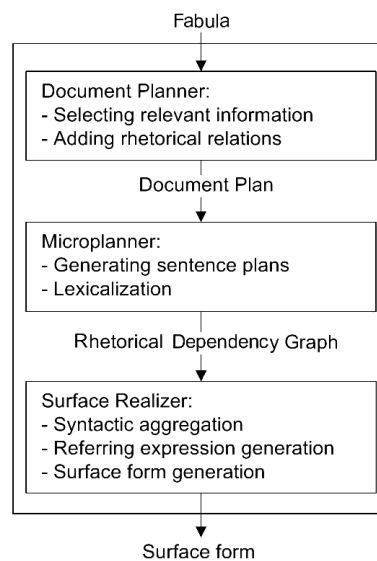 Fabula
Document Planner:
- Selecting relevant information
- Adding rhetorical relations
Document Plan
Microplanner:
- Generating sentence plans
- Lexicalization
Rhetorical Dependency Graph
Surface Realizer:
- Syntactic aggregation
- Referring expression generation
- Surface form generation
Surface form